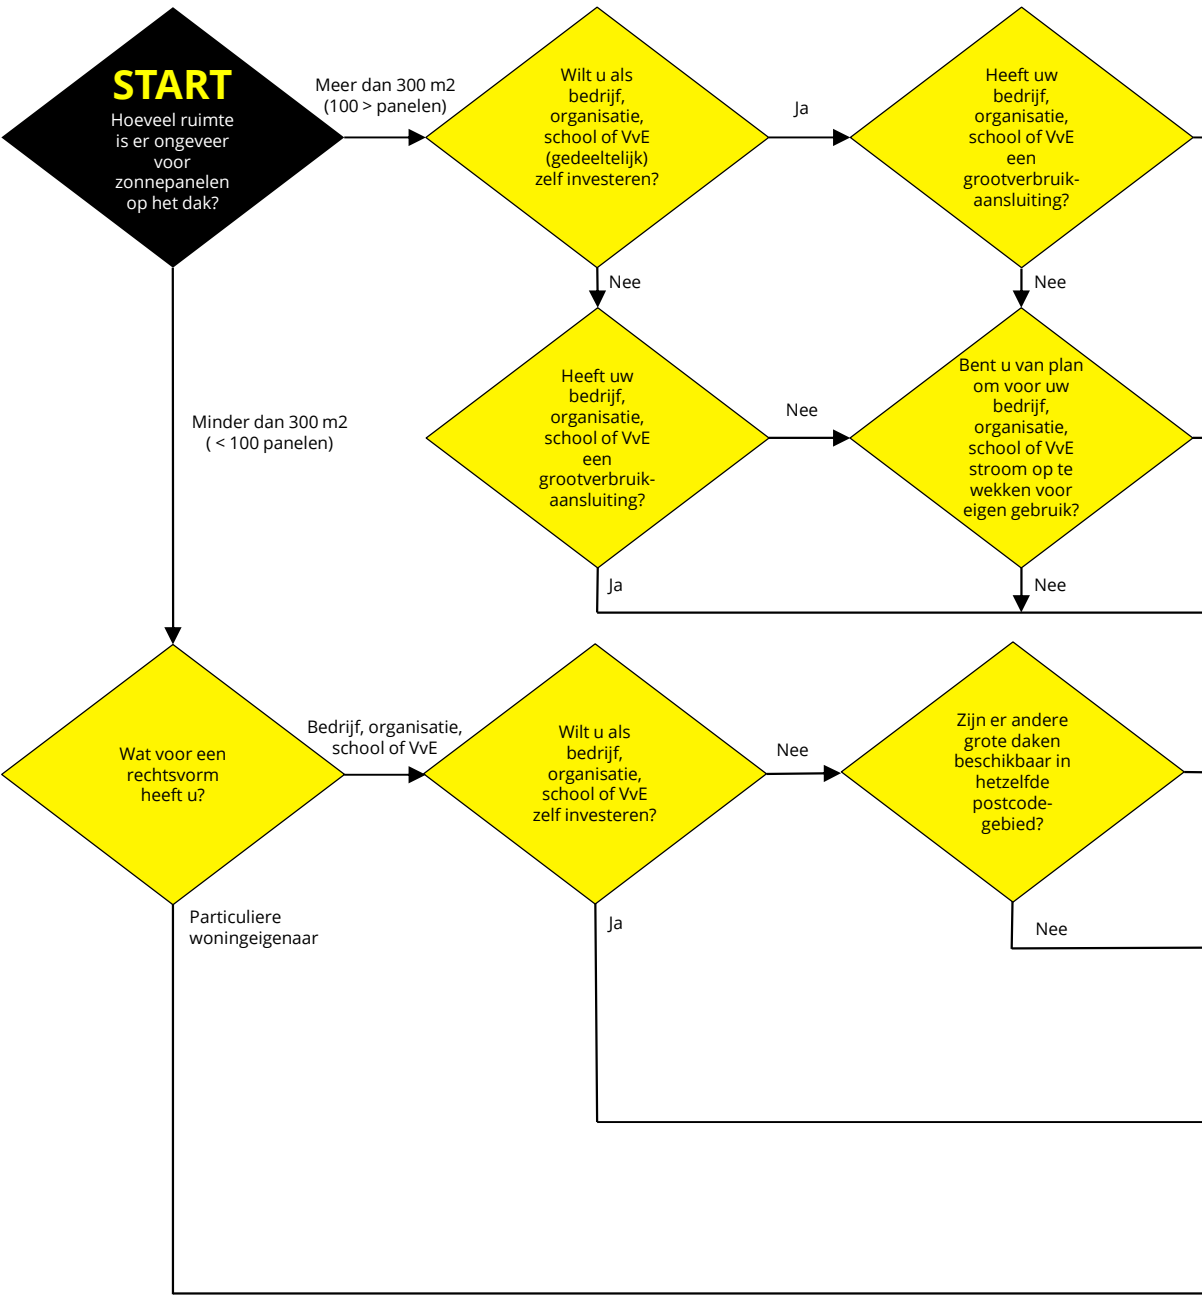 START
Hoeveel ruimte
is er ongeveer
voor
zonnepanelen
op het dak?
Meer dan 300 m2
(100 > panelen)
Wilt u als
bedrijf,
organisatie,
school of VvE
(gedeeltelijk)
zelf investeren?
Ja
Heeft uw
bedrijf,
organisatie,
school of VvE
een
grootverbruik-
aansluiting?
Nee
Nee
Heeft uw
bedrijf,
organisatie,
school of VvE
een
grootverbruik-
aansluiting?
Nee
Bent u van plan
om voor uw
bedrijf,
organisatie,
school of VvE
stroom op te
wekken voor
eigen gebruik?
Minder dan 300 m2
( < 100 panelen)
Ja
Nee
Wat voor een
rechtsvorm
heeft u?
Bedrijf, organisatie,
school of VvE
Wilt u als
bedrijf,
organisatie,
school of VvE
zelf investeren?
Nee
Zijn er andere
grote daken
beschikbaar in
hetzelfde
postcode-
gebied?
Particuliere
woningeigenaar
Ja
Nee